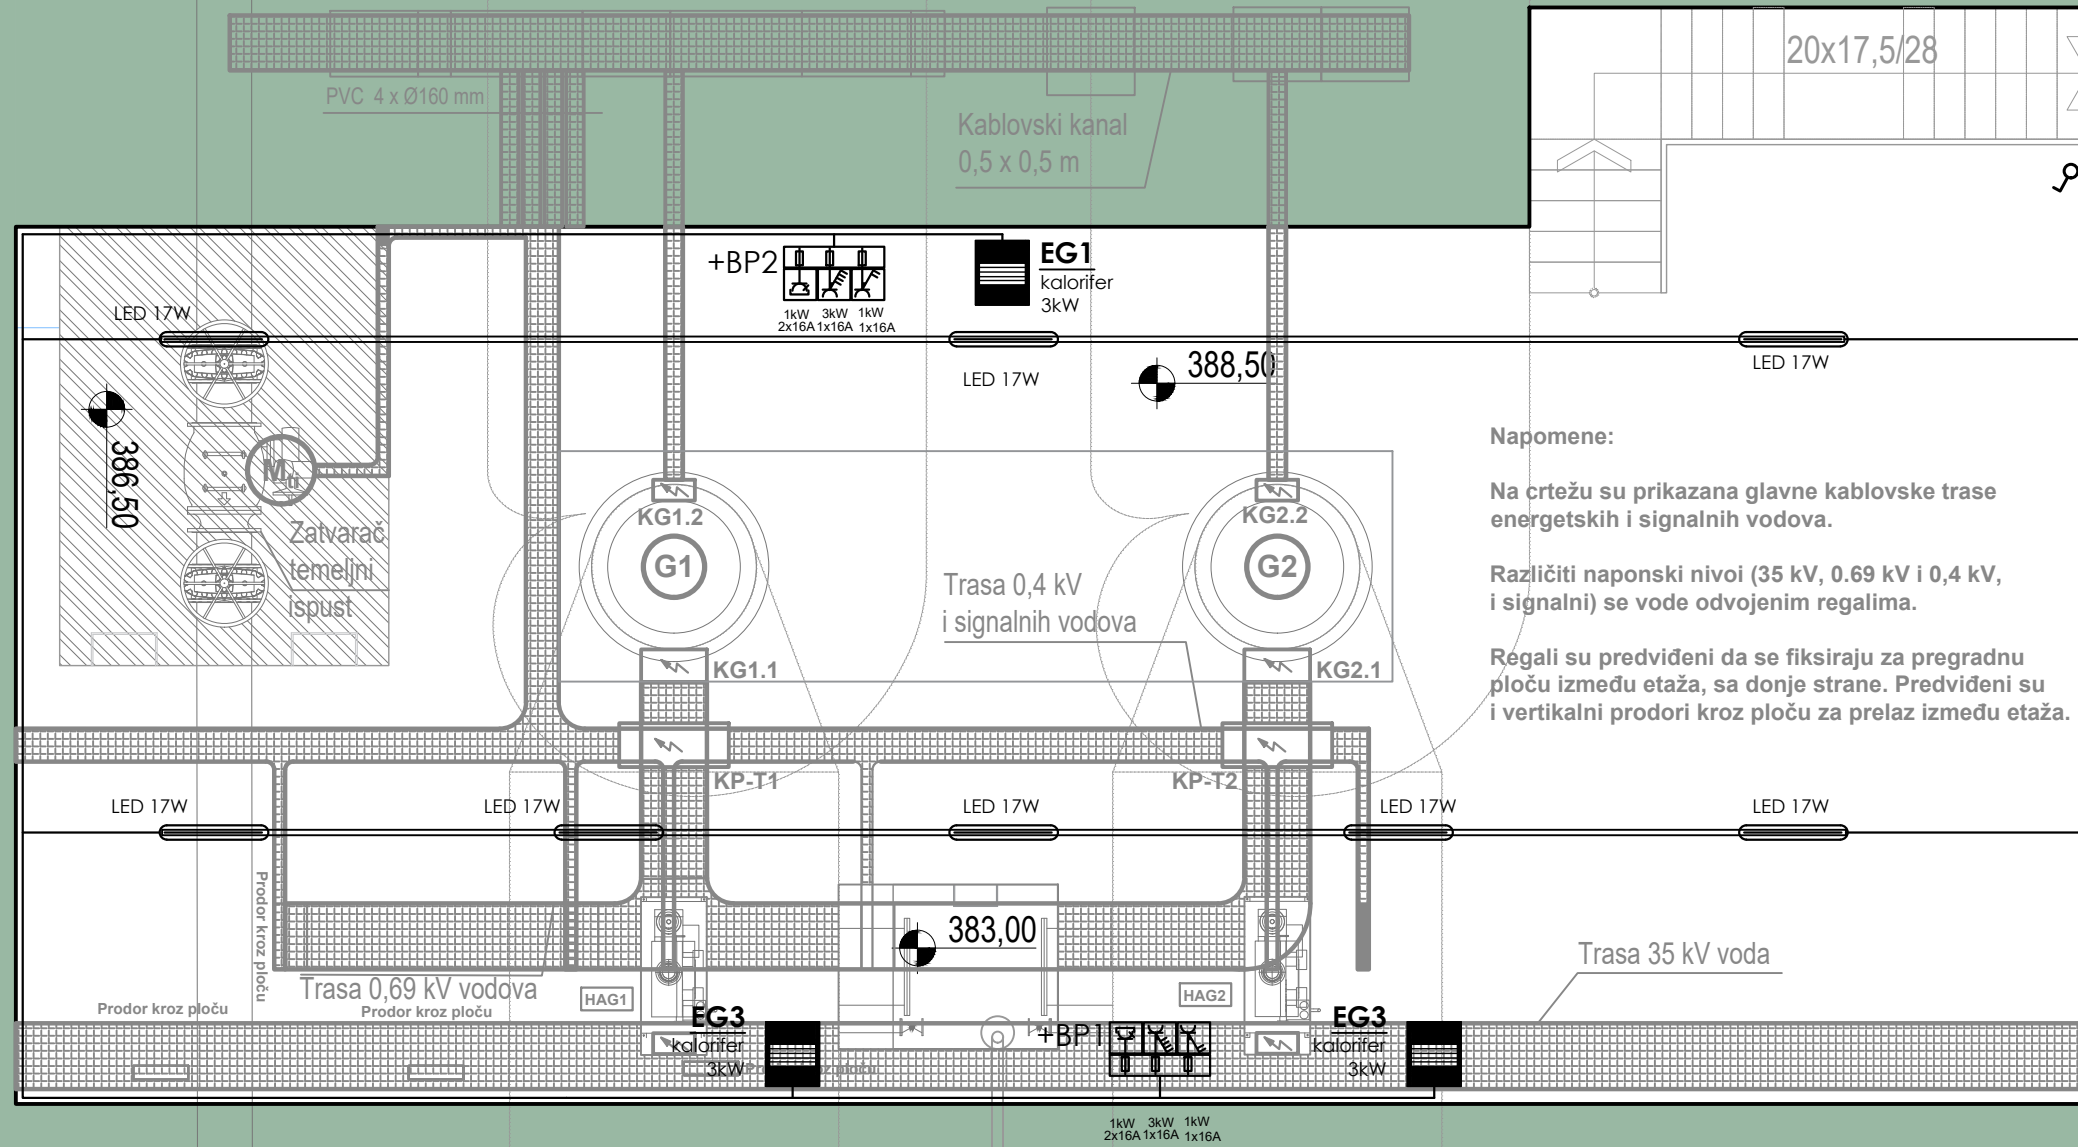 20x17,5/28
PVC 4 x Ø160 mm
Kablovski kanal
0,5 x 0,5 m
+BP2
1kW 3kW 1kW
2x16A 1x16A 1x16A
EG1
kalorifer
3kW
LED 17W
LED 17W
LED 17W
388,50
386,50
M
Zatvarač
temeljni
ispust
KG1.2
G1
KG1.1
KG2.2
G2
KG2.1
Trasa 0,4 kV
i signalnih vodova
Napomene:
Na crtežu su prikazana glavne kablovske trase
energetskih i signalnih vodova.
Različiti naponski nivoi (35 kV, 0.69 kV i 0,4 kV,
i signalni) se vode odvojenim regalima.
Regali su predviđeni da se fiksiraju za pregradnu
ploču između etaža, sa donje strane. Predviđeni su
i vertikalni prodori kroz ploču za prelaz između etaža.
KP-T1
KP-T2
LED 17W
LED 17W
LED 17W
LED 17W
LED 17W
Prodor kroz ploču
383,00
Trasa 35 kV voda
Trasa 0,69 kV vodova
Prodor kroz ploču
Prodor kroz ploču
HAG1
HAG2
EG3
kalorifer
3kW
+BP1
EG3
kalorifer
3kW
1kW 3kW 1kW
2x16A 1x16A 1x16A